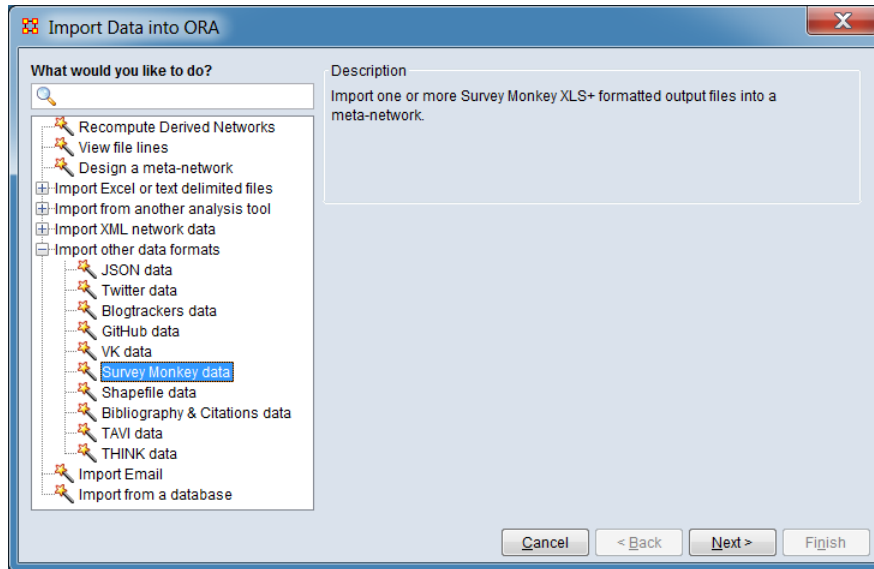 Import Data into ORA
What would you like to do?
Recompute Derived Networks
View file lines
Design a meta-network
Import Excel or text delimited files
Import from another analysis tool
Import XML network data
Import other data formats
JSON data
Twitter data
Blogtrackers data
GitHub data
VK data
Survey Monkey data
Shapefile data
Bibliography & Citations data
TAVI data
THINK data
Import Email
Import from a database
Description
Import one or more Survey Monkey XLS+ formatted output files into a
meta-network.
Cancel
< Back
Next >
Finish